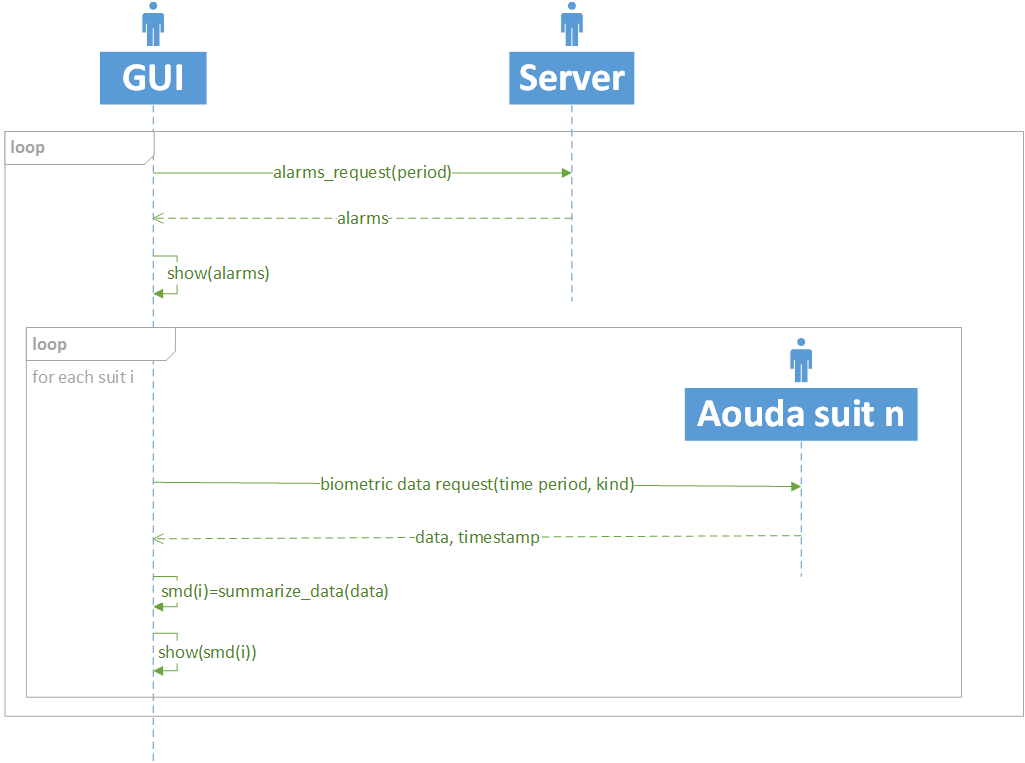 GUI
Server
loop
alarms_request(period)
alarms
show(alarms)
loop
for each suit i
Aouda suit n
biometric data request(time period, kind)
data, timestamp
smd(i)=summarize_data(data)
show(smd(i))